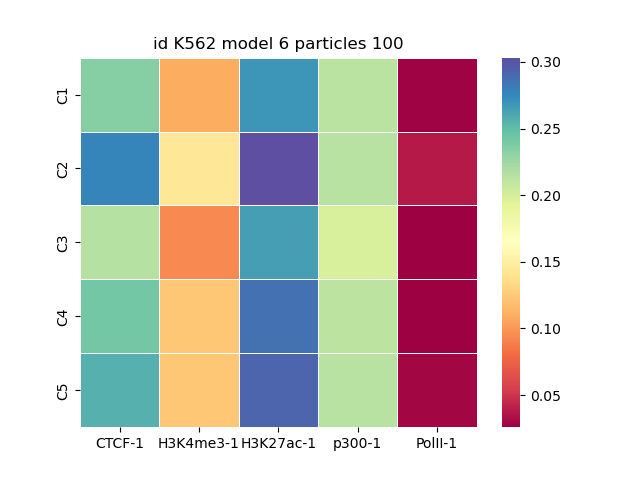 id K562 model 6 particles 100
C1
C2
C3
C4
C5
CTCF-1 H3K4me3-1 H3K27ac-1 p300-1 PolII-1
0.30
0.25
0.20
0.15
0.10
0.05